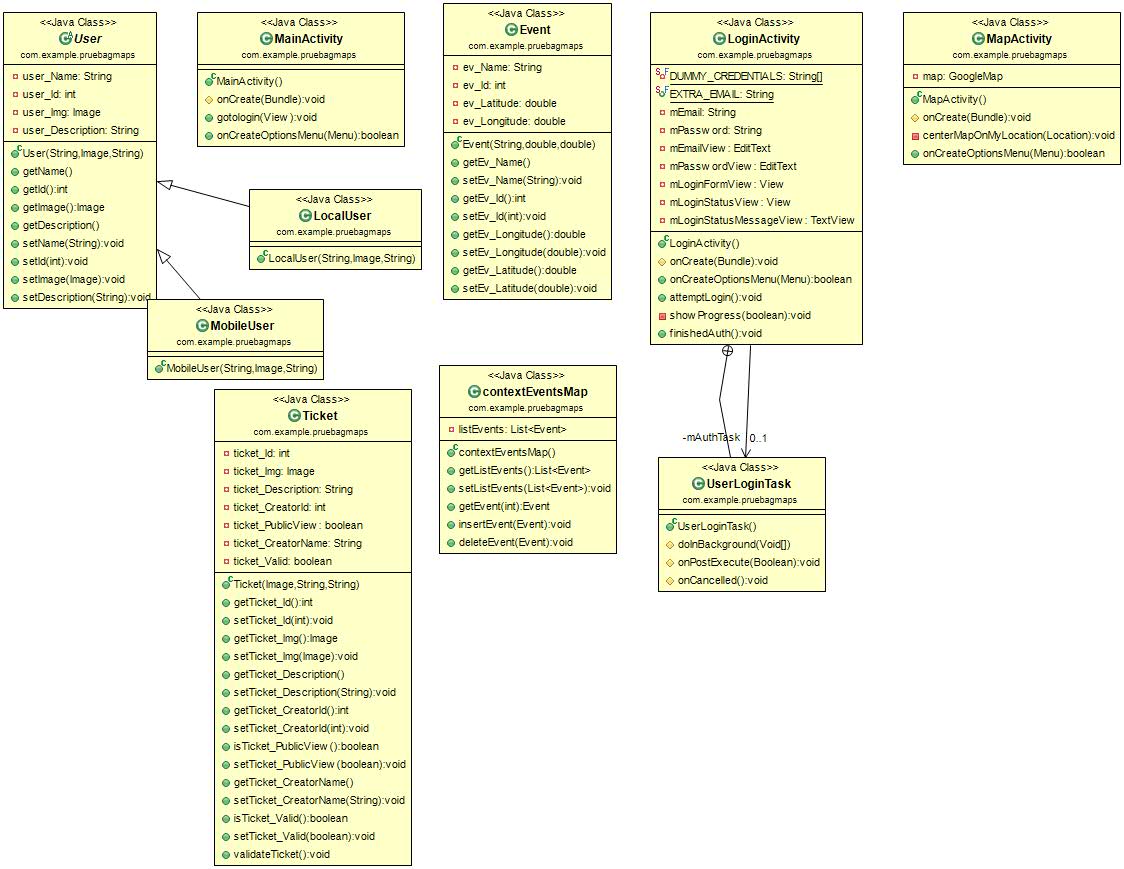 <<Java Class>>
User
com.example.pruebagmaps
user_Name: String
user_Id: int
user_Img: Image
user_Description: String
User(String,Image,String)
getName()
getId():int
getImage():Image
getDescription()
setName(String):void
setId(int):void
setImage(Image):void
setDescription(String):void
<<Java Class>>
MainActivity
com.example.pruebagmaps
MainActivity()
onCreate(Bundle):void
gotologin(View):void
onCreateOptionsMenu(Menu):boolean
<<Java Class>>
LocalUser
com.example.pruebagmaps
LocalUser(String,Image,String)
<<Java Class>>
MobileUser
com.example.pruebagmaps
MobileUser(String,Image,String)
<<Java Class>>
Ticket
com.example.pruebagmaps
ticket_Id: int
ticket_Img: Image
ticket_Description: String
ticket_CreatorId: int
ticket_PublicView: boolean
ticket_CreatorName: String
ticket_Valid: boolean
Ticket(Image,String,String)
getTicket_Id():int
setTicket_Id(int):void
getTicket_Img():Image
setTicket_Img(Image):void
getTicket_Description()
setTicket_Description(String):void
getTicket_CreatorId():int
setTicket_CreatorId(int):void
isTicket_PublicView():boolean
setTicket_PublicView(boolean):void
getTicket_CreatorName()
setTicket_CreatorName(String):void
isTicket_Valid():boolean
setTicket_Valid(boolean):void
validateTicket():void
<<Java Class>>
Event
com.example.pruebagmaps
ev_Name: String
ev_Id: int
ev_Latitude: double
ev_Longitude: double
Event(String,double,double)
getEv_Name()
setEv_Name(String):void
getEv_Id():int
setEv_Id(int):void
getEv_Longitude():double
setEv_Longitude(double):void
getEv_Latitude():double
setEv_Latitude(double):void
<<Java Class>>
contextEventsMap
com.example.pruebagmaps
listEvents: List<Event>
contextEventsMap()
getListEvents():List<Event>
setListEvents(List<Event>):void
getEvent(int):Event
insertEvent(Event):void
deleteEvent(Event):void
<<Java Class>>
LoginActivity
com.example.pruebagmaps
DUMMY_CREDENTIALS: String[]
EXTRA_EMAIL: String
mEmail: String
mPassword: String
mEmailView: EditText
mPasswordView: EditText
mLoginFormView: View
mLoginStatusView: View
mLoginStatusMessageView: TextView
LoginActivity()
onCreate(Bundle):void
onCreateOptionsMenu(Menu):boolean
attemptLogin():void
showProgress(boolean):void
finishedAuth():void
-mAuthTask 0..1
<<Java Class>>
UserLoginTask
com.example.pruebagmaps
UserLoginTask()
doInBackground(Void[])
onPostExecute(Boolean):void
onCancelled():void
<<Java Class>>
MapActivity
com.example.pruebagmaps
map: GoogleMap
MapActivity()
onCreate(Bundle):void
centerMapOnMyLocation(Location):void
onCreateOptionsMenu(Menu):boolean